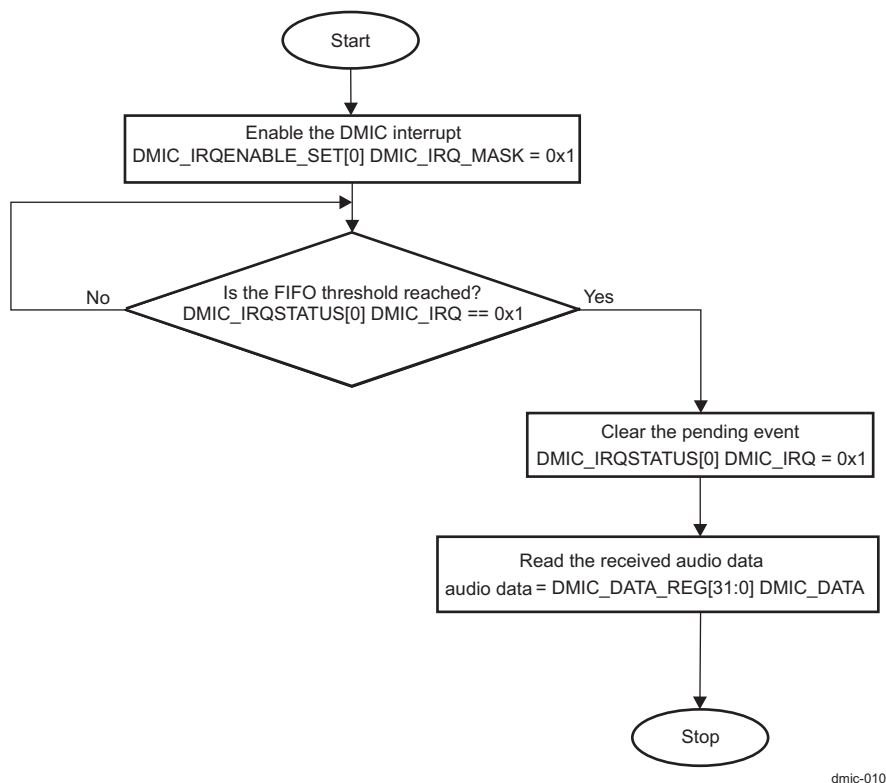 Start
Enable the DMIC interrupt
DMIC_IRQENABLE_SET[0] DMIC_IRQ_MASK = 0x1
Is the FIFO threshold reached?
DMIC_IRQSTATUS[0] DMIC_IRQ == 0x1
No
Yes
Clear the pending event
DMIC_IRQSTATUS[0] DMIC_IRQ = 0x1
Read the received audio data
audio data = DMIC_DATA_REG[31:0] DMIC_DATA
Stop
dmic-010